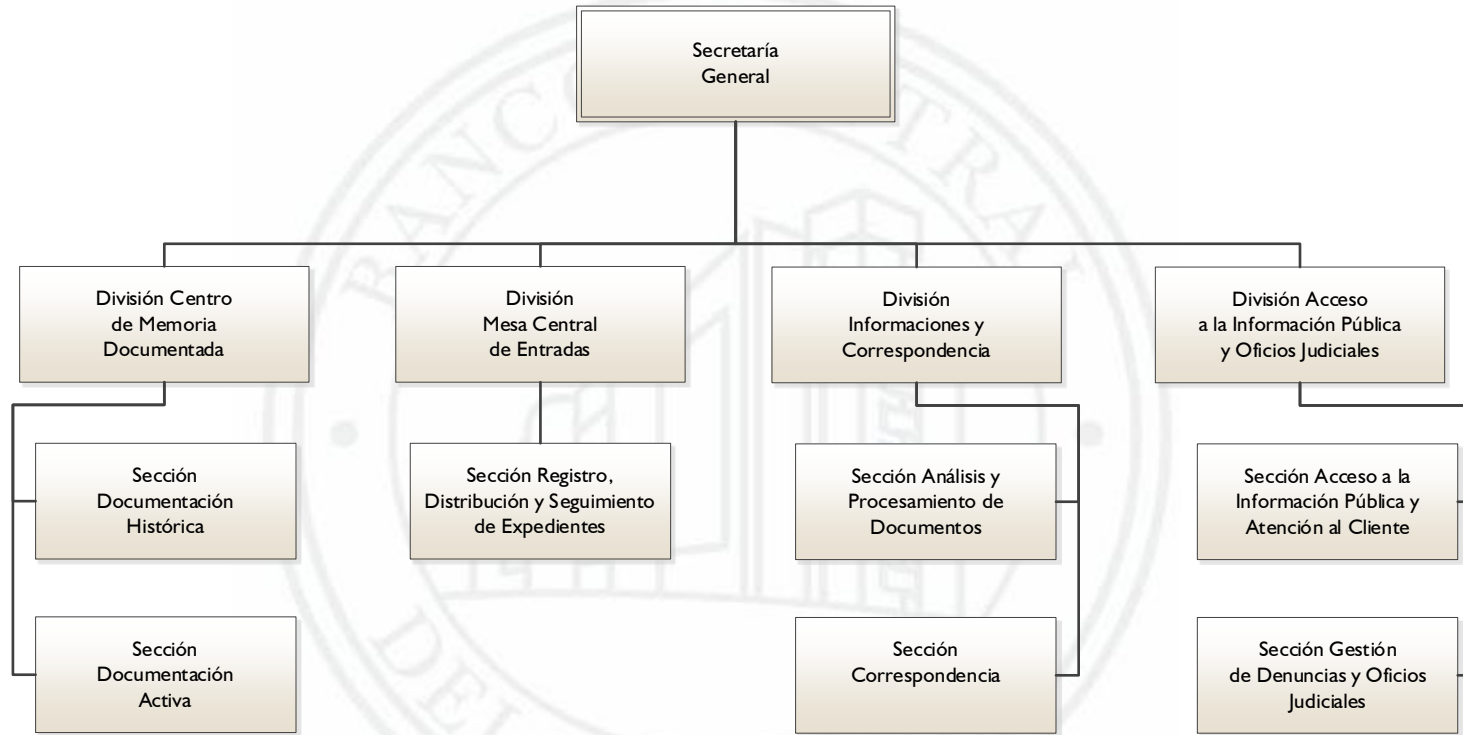 Secretaría
General
División Centro
de Memoria
Documentada
División
Mesa Central
de Entradas
División
Informaciones y
Correspondencia
División Acceso
a la Información Pública
y Oficios Judiciales
Sección
Documentación
Histórica
Sección Registro,
Distribución y Seguimiento
de Expedientes
Sección Análisis y
Procesamiento de
Documentos
Sección Acceso a la
Información Pública y
Atención al Cliente
Sección
Documentación
Activa
Sección
Correspondencia
Sección Gestión
de Denuncias y Oficios
Judiciales